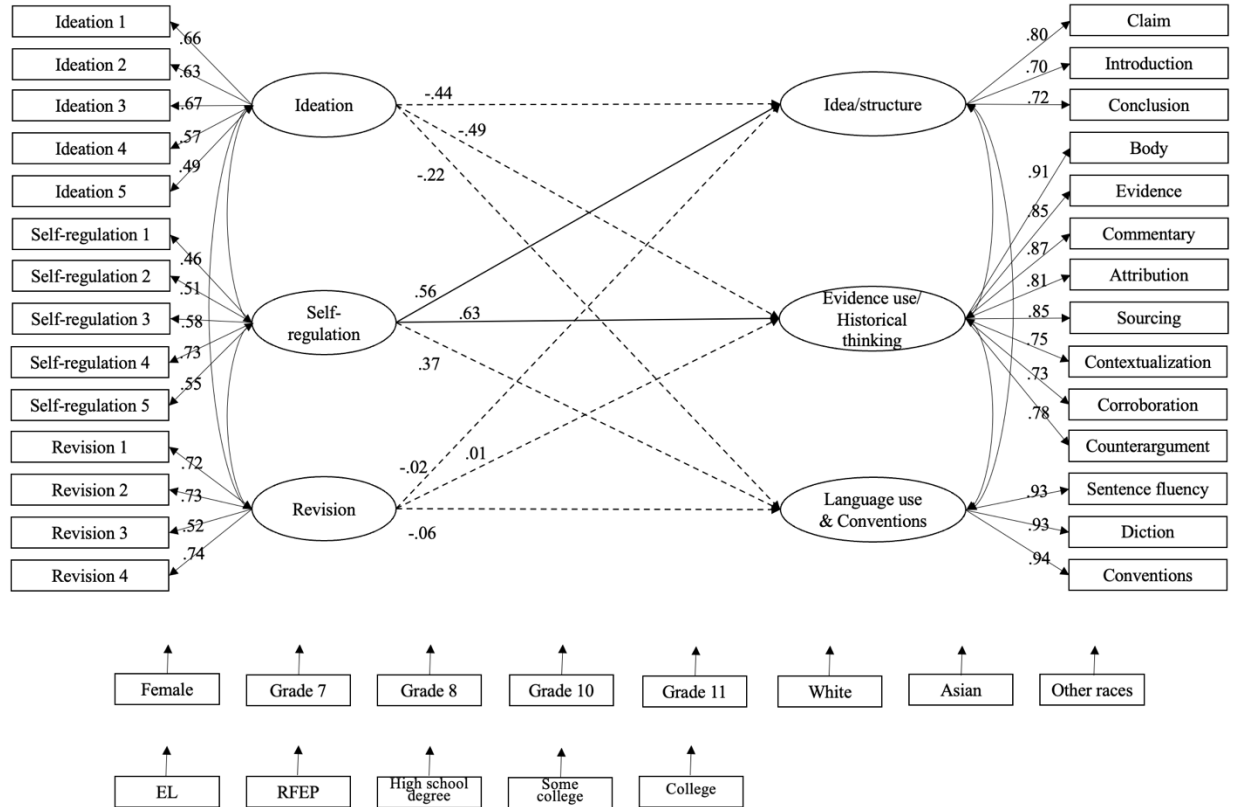 Ideation 1
Ideation 2
Ideation 3
Ideation 4
Ideation 5
Self-regulation 1
Self-regulation 2
Self-regulation 3
Self-regulation 4
Self-regulation 5
Revision 1
Revision 2
Revision 3
Revision 4
.66
.63
.67
.57
.49
.46
.51
.58
.73
.55
.72
.73
.52
.74
Ideation
Self-
regulation
Revision
-.44
-.49
-.22
.56
.63
.37
-.02
.01
-.06
Idea/structure
Evidence use/
Historical
thinking
Language use
& Conventions
.80
.70
.72
.91
.85
.87
.81
.85
.75
.73
.78
.93
.93
.94
Claim
Introduction
Conclusion
Body
Evidence
Commentary
Attribution
Sourcing
Contextualization
Corroboration
Counterargument
Sentence fluency
Diction
Conventions
Female
Grade 7
Grade 8
Grade 10
Grade 11
White
Asian
Other races
EL
RFEP
High school
degree
Some
college
College